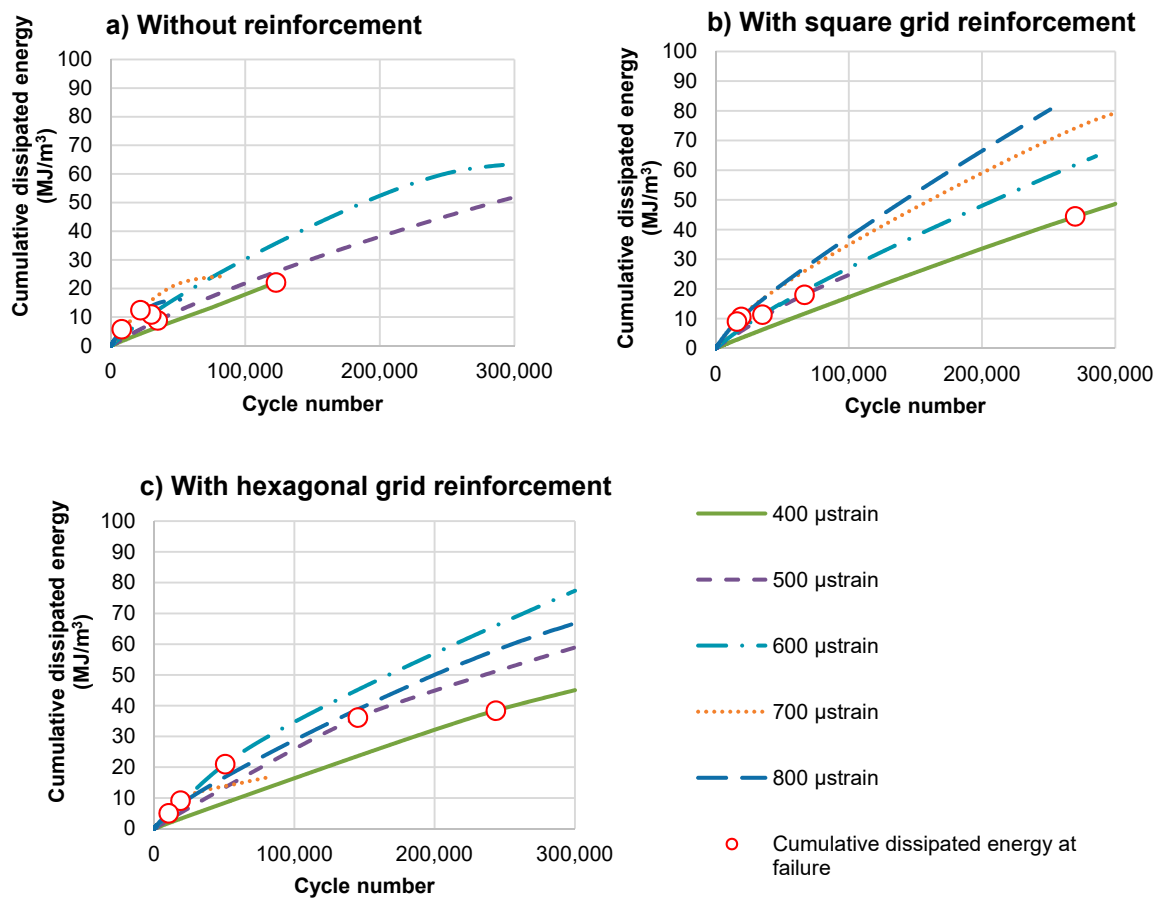 a) Without reinforcement
Cumulative dissipated energy
(MJ/m³)
100
90
80
70
60
50
40
30
20
10
0
0 100,000 200,000 300,000
Cycle number
b) With square grid reinforcement
Cumulative dissipated energy
(MJ/m³)
100
90
80
70
60
50
40
30
20
10
0
0 100,000 200,000 300,000
Cycle number
c) With hexagonal grid reinforcement
Cumulative dissipated energy
(MJ/m³)
100
90
80
70
60
50
40
30
20
10
0
0 100,000 200,000 300,000
Cycle number
400 µstrain
500 µstrain
600 µstrain
700 µstrain
800 µstrain
Cumulative dissipated energy at
failure